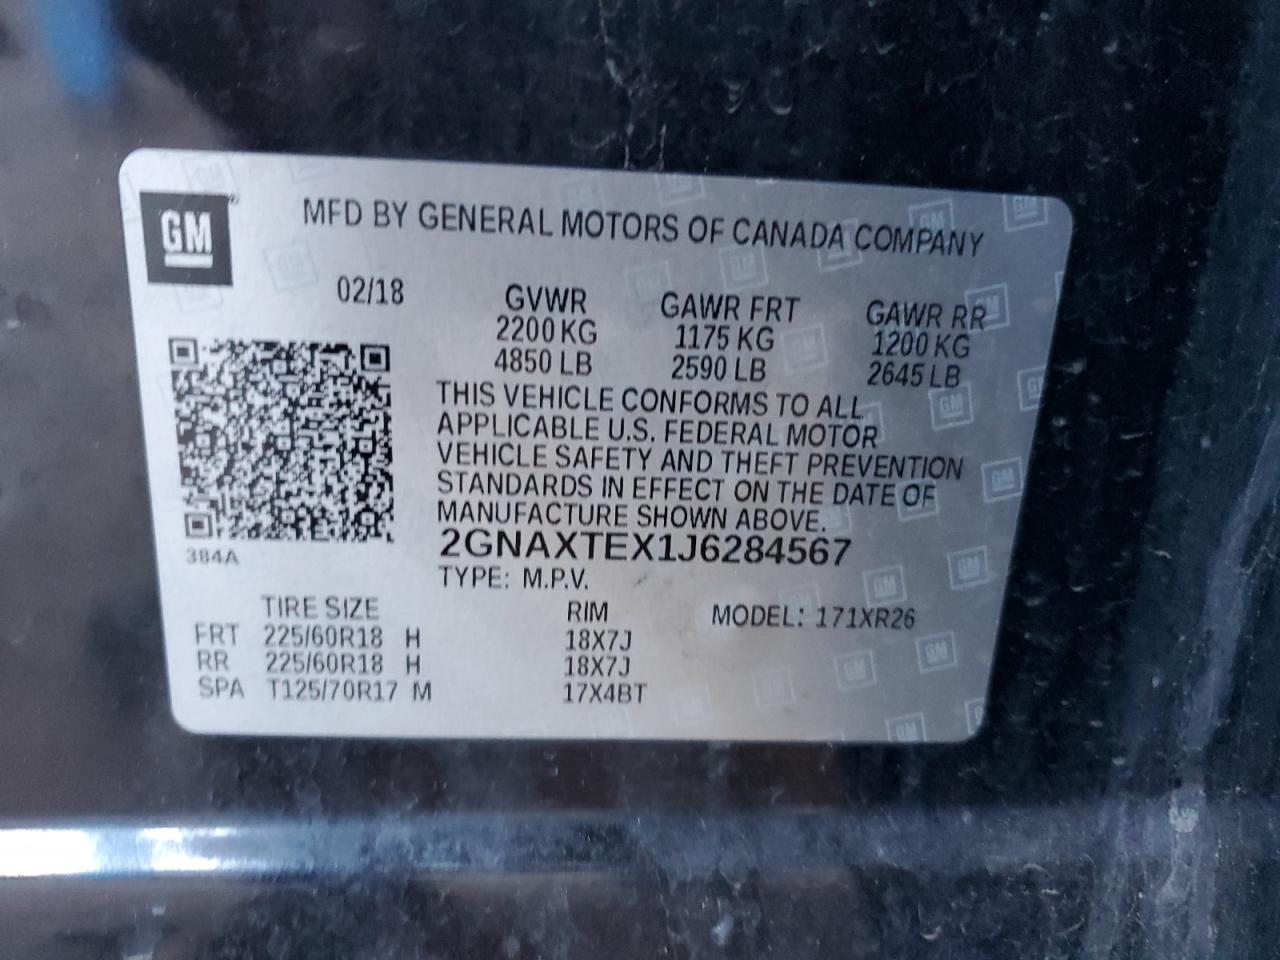 GM
MFD BY GENERAL MOTORS OF CANADA COMPANY
02/18
GVWR GAWR FRT GAWR RR
2200 KG 1175 KG 1200 KG
4850 LB 2590 LB 2645 LB
THIS VEHICLE CONFORMS TO ALL
APPLICABLE U.S. FEDERAL MOTOR
VEHICLE SAFETY AND THEFT PREVENTION
STANDARDS IN EFFECT ON THE DATE OF
MANUFACTURE SHOWN ABOVE.
384A
2GNAXTEX1J6284567
TYPE: M.P.V.
TIRE SIZE RIM MODEL: 171XR26
FRT 225/60R18 H 18X7J
RR 225/60R18 H 18X7J
SPA T125/70R17 M 17X4BT